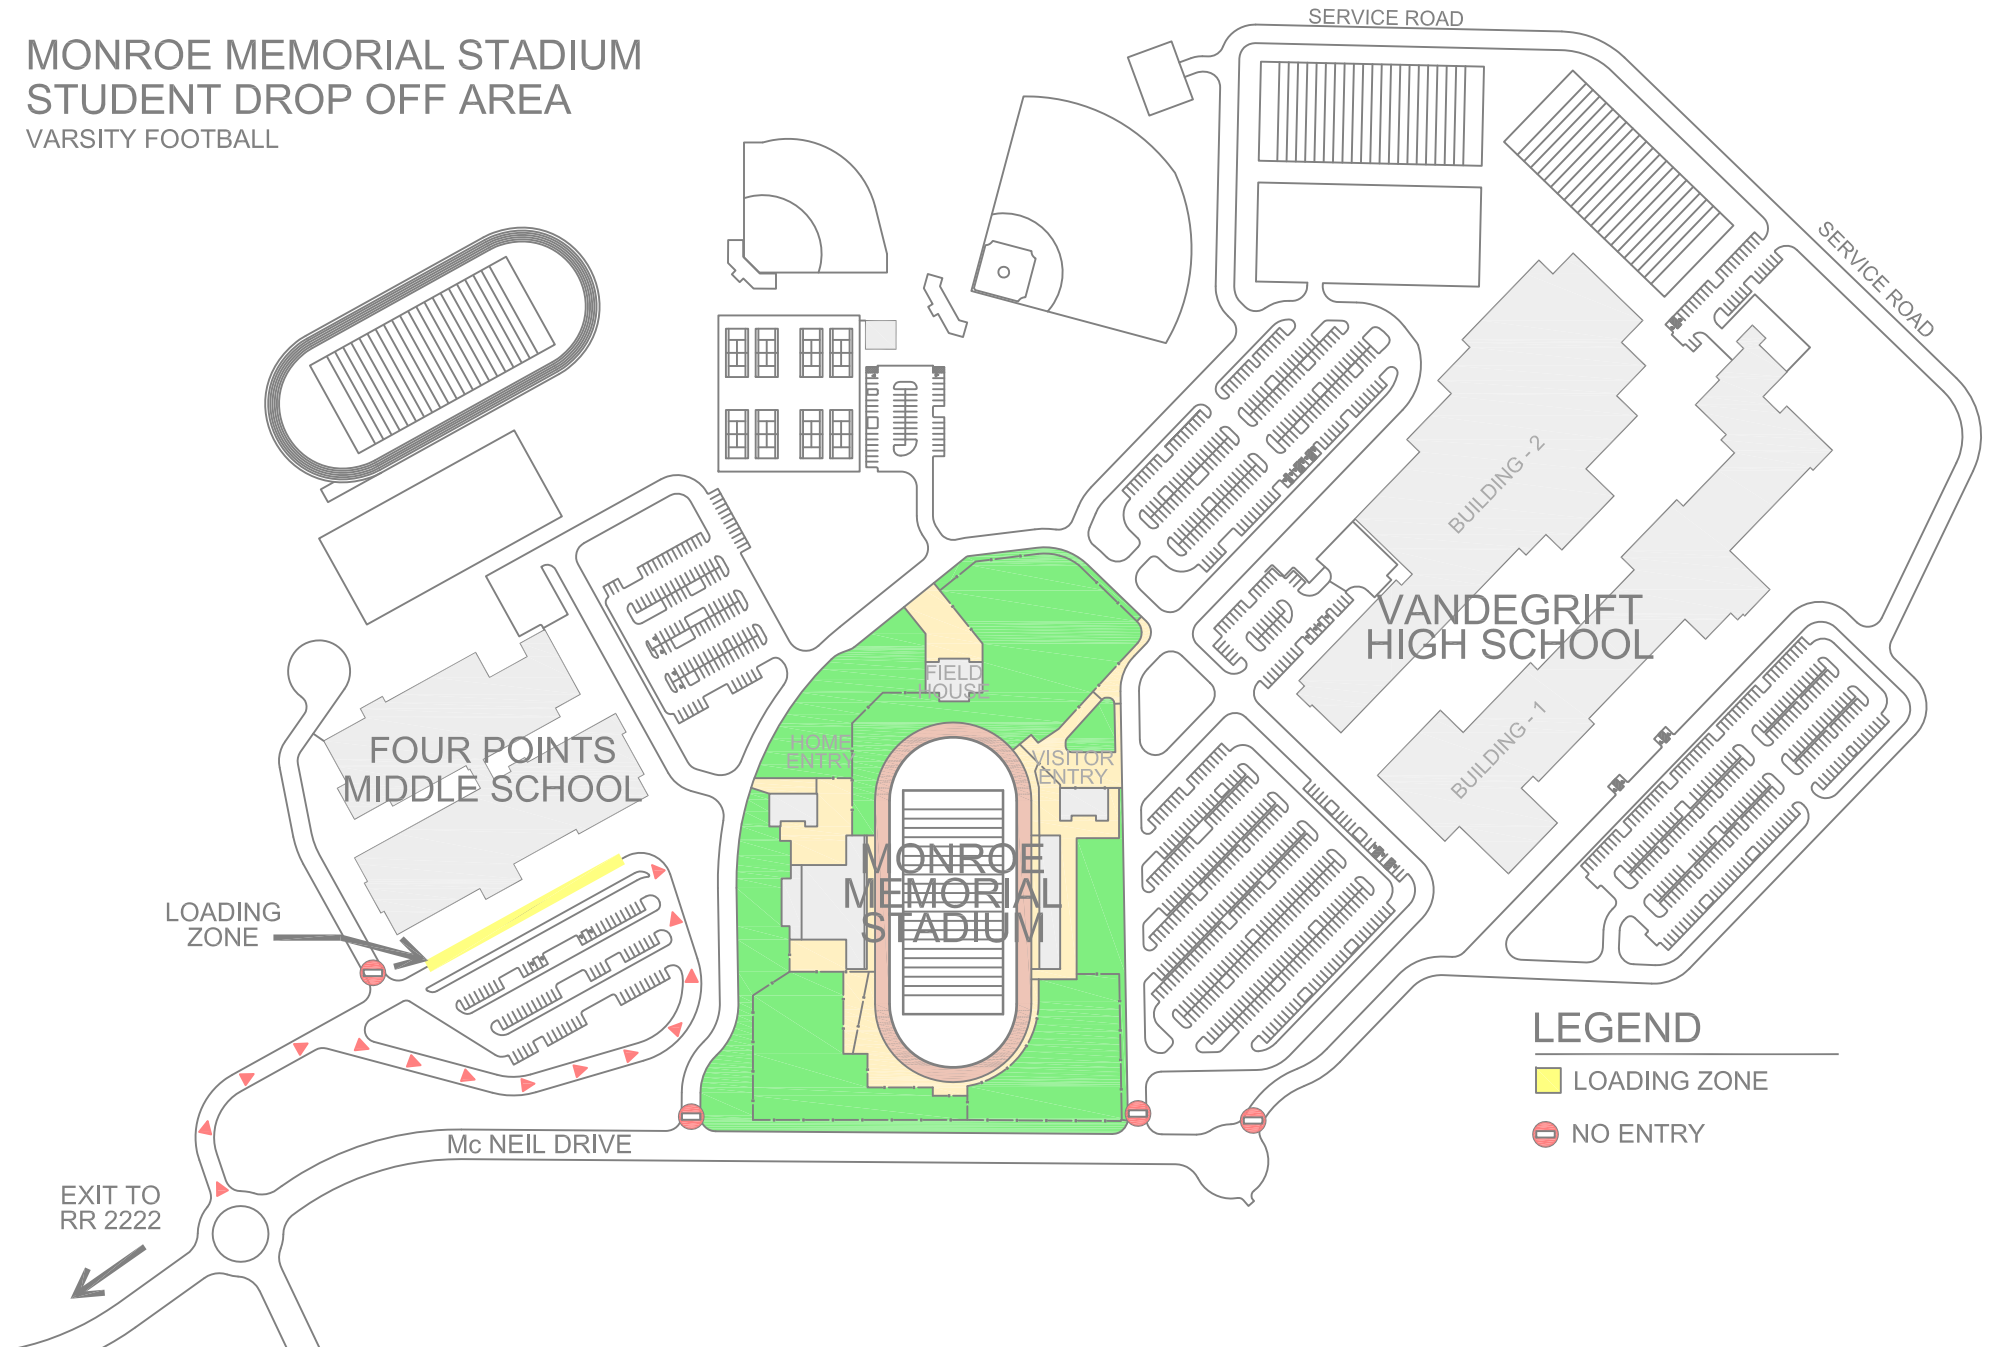 MONROE MEMORIAL STADIUM
STUDENT DROP OFF AREA
VARSITY FOOTBALL
SERVICE ROAD
SERVICE ROAD
BUILDING - 2
VANDEGRIFT
HIGH SCHOOL
BUILDING - 1
FIELD
HOUSE
HOME
ENTRY
VISITOR
ENTRY
FOUR POINTS
MIDDLE SCHOOL
MONROE
MEMORIAL
STADIUM
LOADING
ZONE
Mc NEIL DRIVE
EXIT TO
RR 2222
LEGEND
LOADING ZONE
NO ENTRY